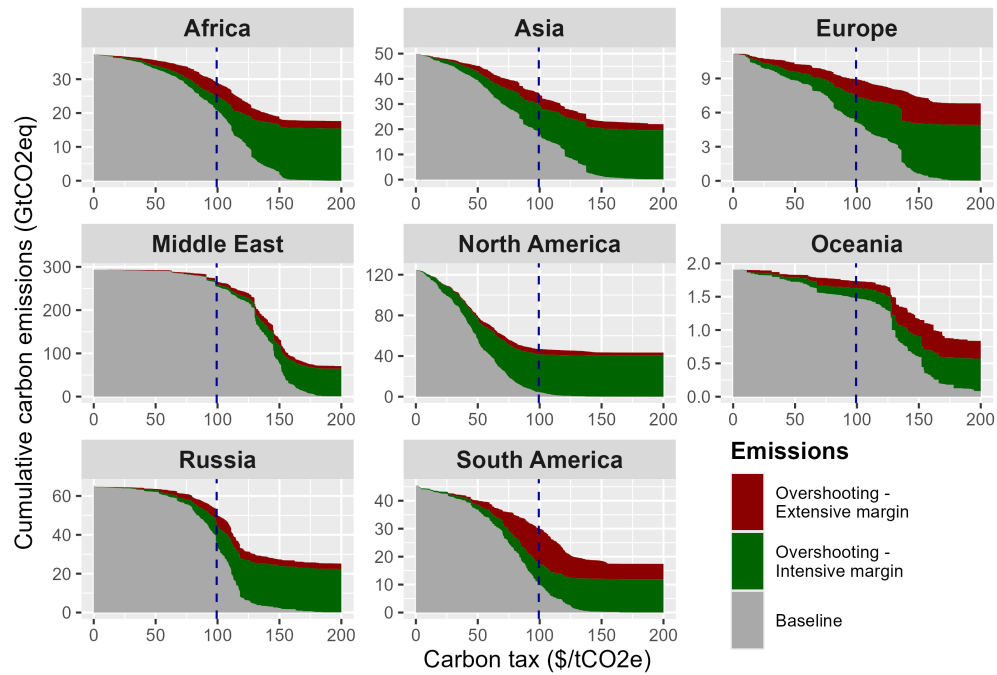 Africa
Asia
Europe
30
20
10
0
50
40
30
20
10
0
9
6
3
0
0 50 100 150 200
0 50 100 150 200
0 50 100 150 200
Middle East
North America
Oceania
Cumulative carbon emissions (GtCO2eq)
300
200
100
0
120
80
40
0
2.0
1.5
1.0
0.5
0.0
0 50 100 150 200
0 50 100 150 200
0 50 100 150 200
Russia
South America
60
40
20
0
40
30
20
10
0
0 50 100 150 200
0 50 100 150 200
Carbon tax ($/tCO2e)
Emissions
Overshooting -
Extensive margin
Overshooting -
Intensive margin
Baseline